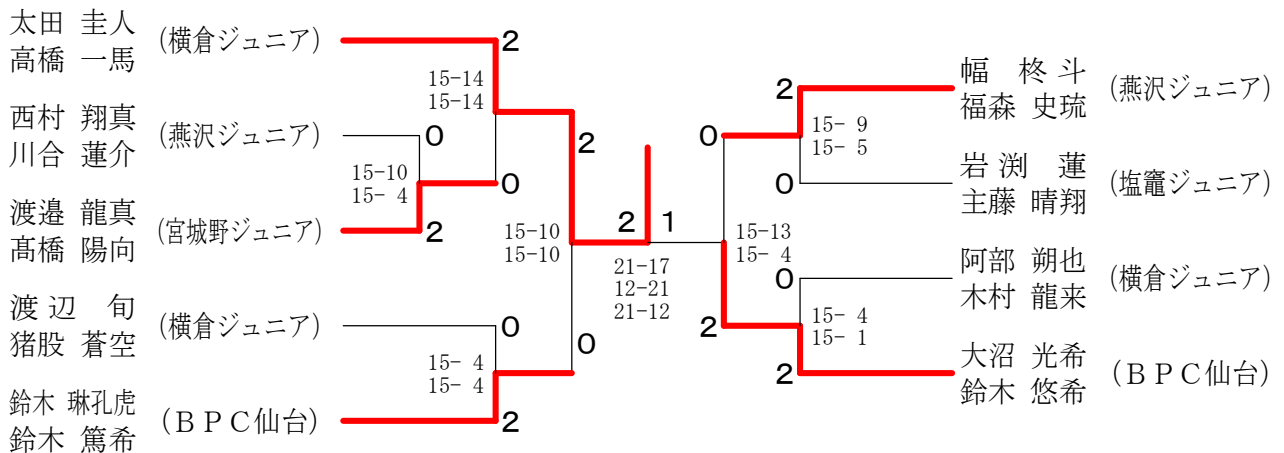 太田 圭人
高橋 一馬
(横倉ジュニア)
2
15-14
15-14
西村 翔真
川合 蓮介
(燕沢ジュニア)
0
15-10
15- 4
0
渡邉 龍真
髙橋 陽向
(宮城野ジュニア)
2
2
15-10
15-10
渡辺 旬
猪股 蒼空
(横倉ジュニア)
0
15- 4
15- 4
0
鈴木 琳孔虎
鈴木 篤希
(ＢＰＣ仙台)
2
2
1
21-17
12-21
21-12
幅 柊斗
福森 史琉
(燕沢ジュニア)
2
15- 9
15- 5
0
岩渕 蓮
主藤 晴翔
(塩竈ジュニア)
0
15-13
15- 4
阿部 朔也
木村 龍来
(横倉ジュニア)
0
15- 4
15- 1
2
大沼 光希
鈴木 悠希
(ＢＰＣ仙台)
2